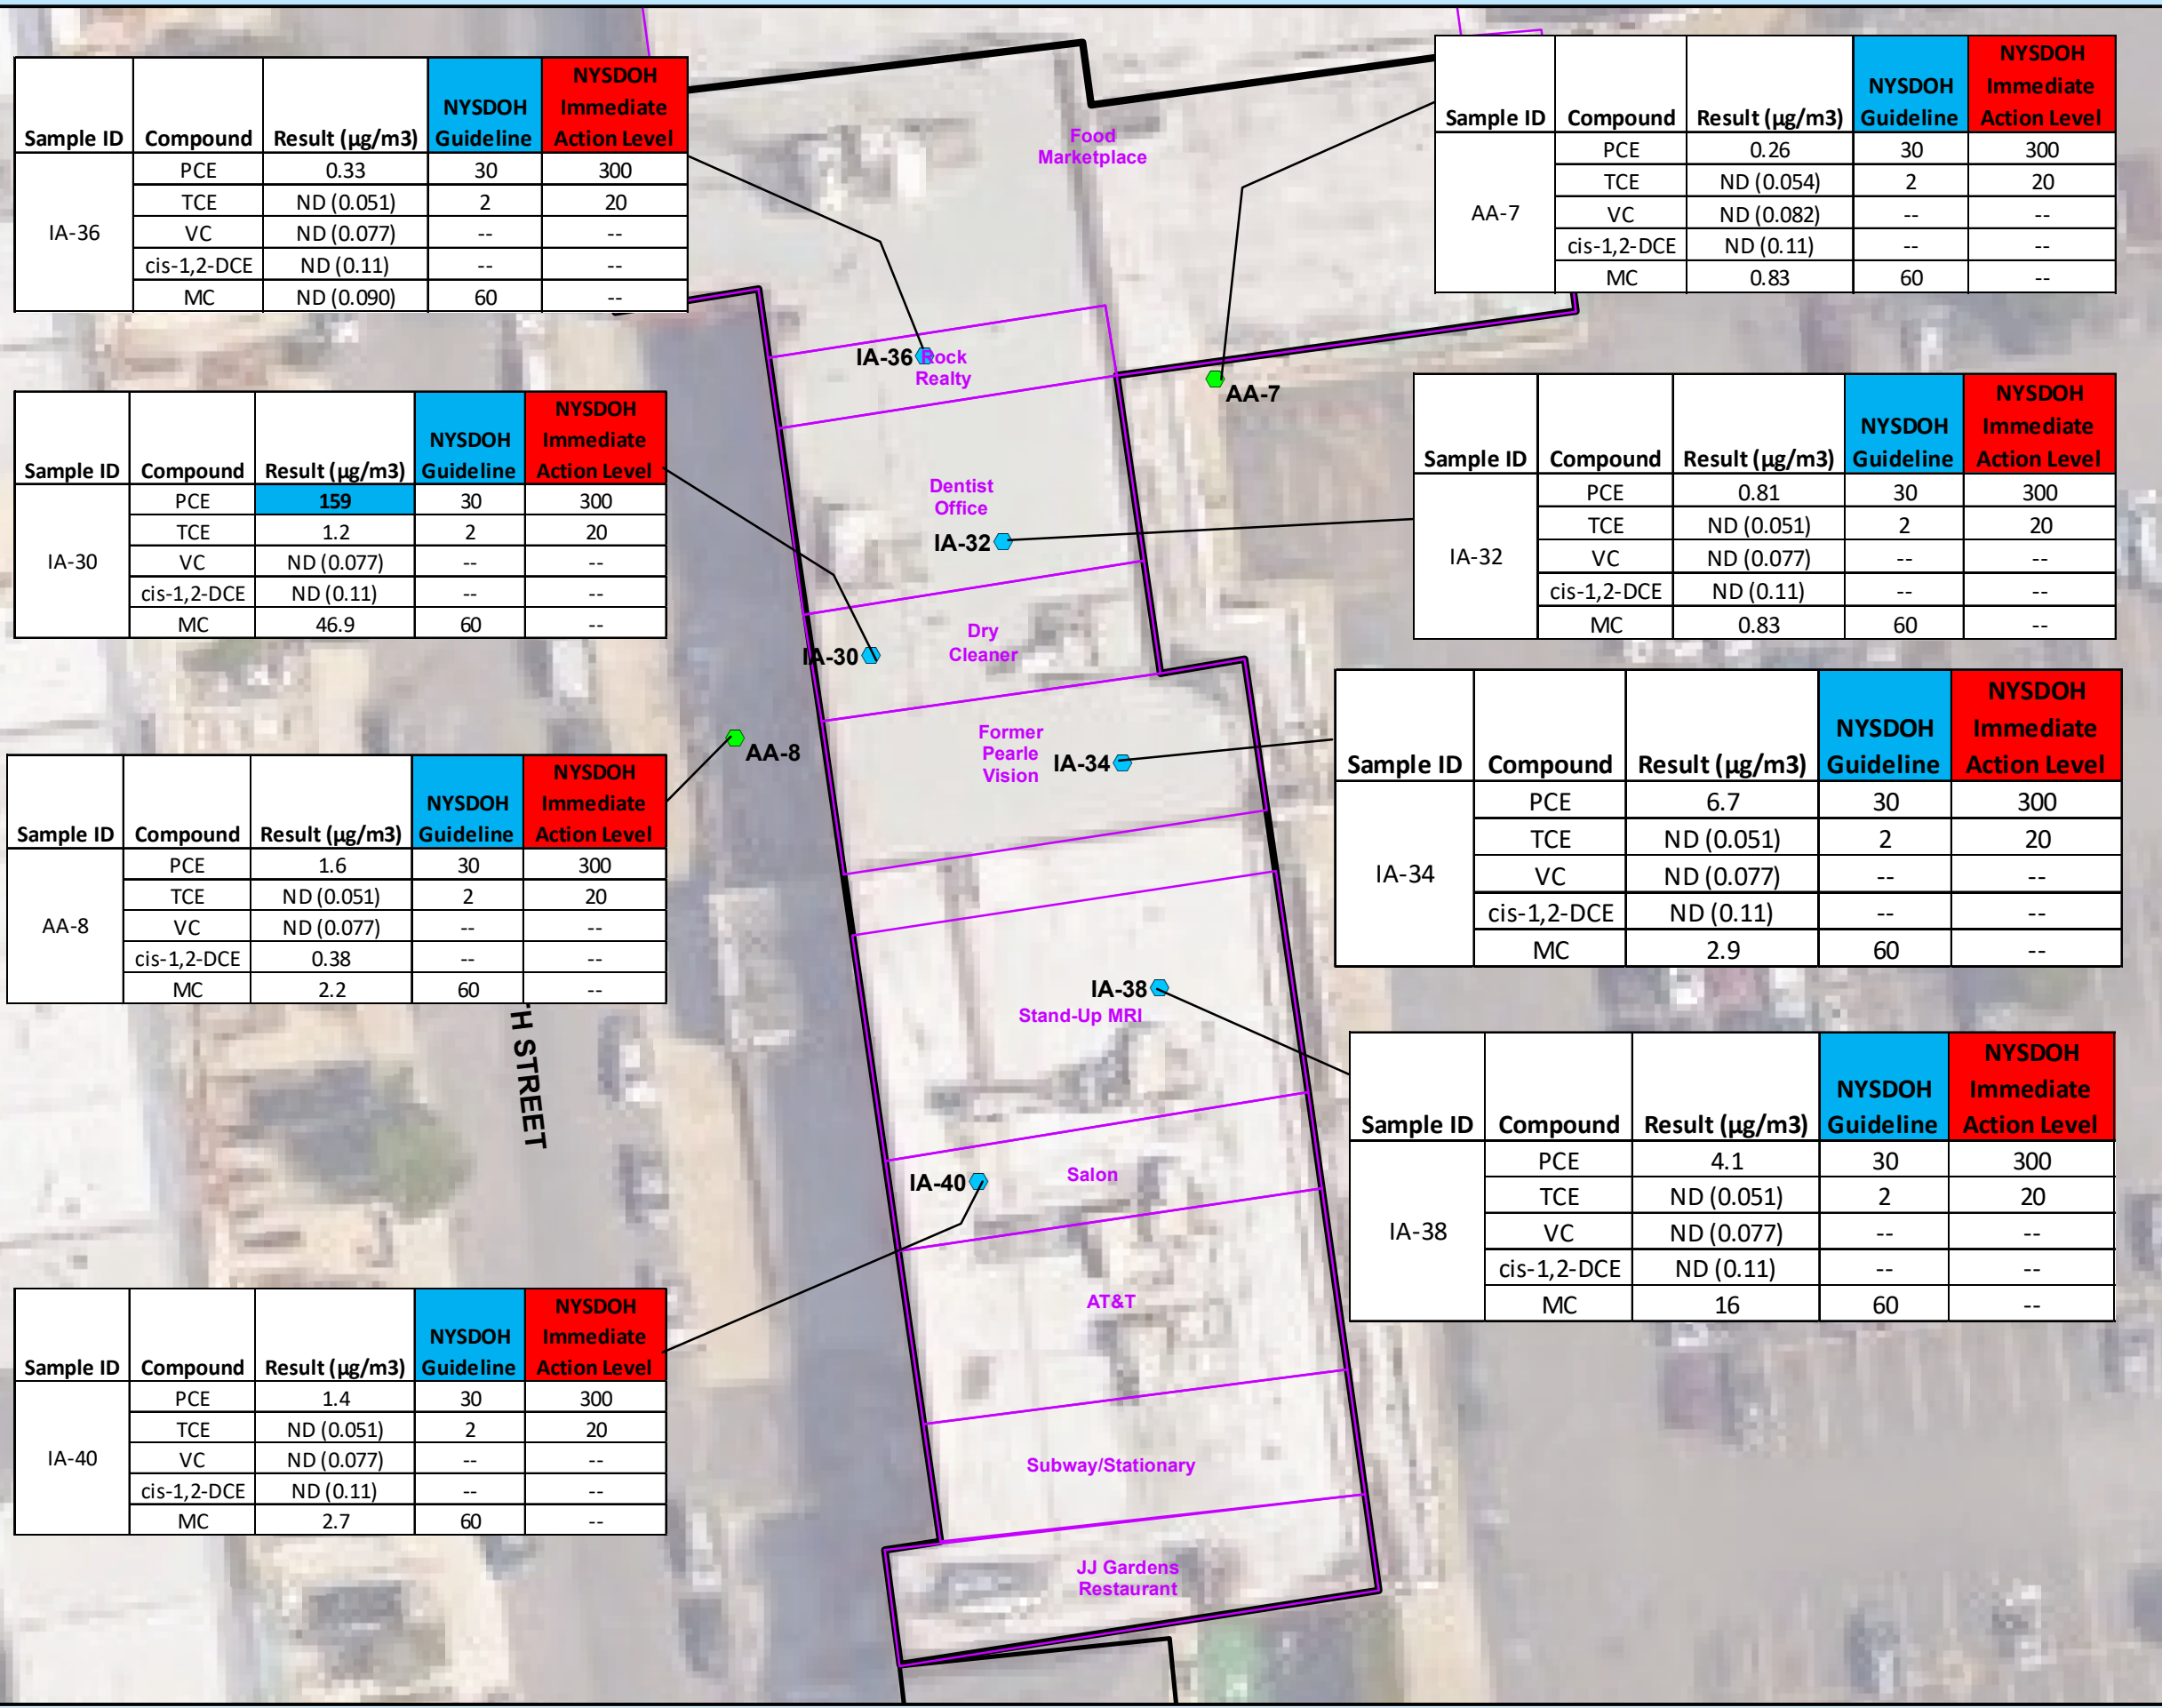 Sample ID Compound Result (µg/m3) NYSDOH Guideline NYSDOH Immediate Action Level
IA-36
PCE 0.33 30 300
TCE ND (0.051) 2 20
VC ND (0.077) -- --
cis-1,2-DCE ND (0.11) -- --
MC ND (0.090) 60 --
Sample ID Compound Result (µg/m3) NYSDOH Guideline NYSDOH Immediate Action Level
AA-7
PCE 0.26 30 300
TCE ND (0.054) 2 20
VC ND (0.082) -- --
cis-1,2-DCE ND (0.11) -- --
MC 0.83 60 --
Sample ID Compound Result (µg/m3) NYSDOH Guideline NYSDOH Immediate Action Level
IA-30
PCE 159 30 300
TCE 1.2 2 20
VC ND (0.077) -- --
cis-1,2-DCE ND (0.11) -- --
MC 46.9 60 --
Sample ID Compound Result (µg/m3) NYSDOH Guideline NYSDOH Immediate Action Level
IA-32
PCE 0.81 30 300
TCE ND (0.051) 2 20
VC ND (0.077) -- --
cis-1,2-DCE ND (0.11) -- --
MC 0.83 60 --
Sample ID Compound Result (µg/m3) NYSDOH Guideline NYSDOH Immediate Action Level
AA-8
PCE 1.6 30 300
TCE ND (0.051) 2 20
VC ND (0.077) -- --
cis-1,2-DCE 0.38 -- --
MC 2.2 60 --
Sample ID Compound Result (µg/m3) NYSDOH Guideline NYSDOH Immediate Action Level
IA-34
PCE 6.7 30 300
TCE ND (0.051) 2 20
VC ND (0.077) -- --
cis-1,2-DCE ND (0.11) -- --
MC 2.9 60 --
Sample ID Compound Result (µg/m3) NYSDOH Guideline NYSDOH Immediate Action Level
IA-38
PCE 4.1 30 300
TCE ND (0.051) 2 20
VC ND (0.077) -- --
cis-1,2-DCE ND (0.11) -- --
MC 16 60 --
Sample ID Compound Result (µg/m3) NYSDOH Guideline NYSDOH Immediate Action Level
IA-40
PCE 1.4 30 300
TCE ND (0.051) 2 20
VC ND (0.077) -- --
cis-1,2-DCE ND (0.11) -- --
MC 2.7 60 --
Food
Marketplace
IA-36
Rock
Realty
AA-7
Dentist
Office
IA-32
Dry
Cleaner
IA-30
Former
Pearle
Vision
IA-34
AA-8
IA-38
Stand-Up MRI
TH STREET
IA-40
Salon
AT&T
Subway/Stationary
JJ Gardens
Restaurant